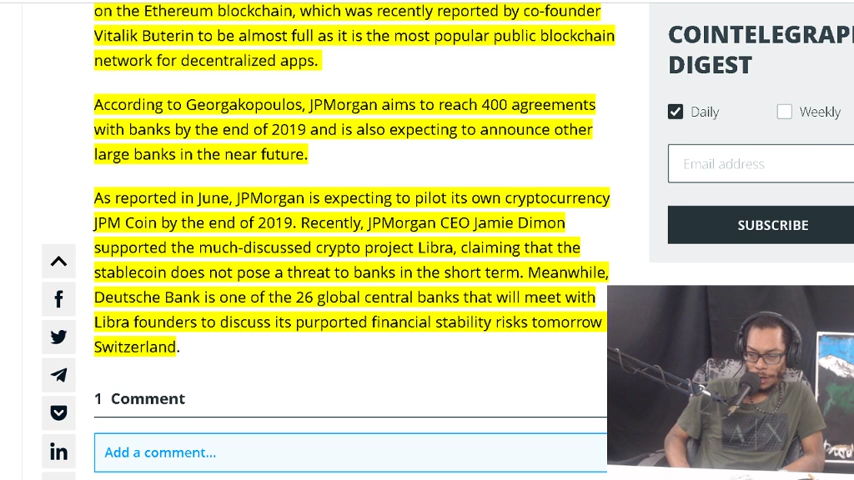 on the Ethereum blockchain, which was recently reported by co-founder
Vitalik Buterin to be almost full as it is the most popular public blockchain
network for decentralized apps.
According to Georgakopoulos, JPMorgan aims to reach 400 agreements
with banks by the end of 2019 and is also expecting to announce other
large banks in the near future.
As reported in June, JPMorgan is expecting to pilot its own cryptocurrency
JPM Coin by the end of 2019. Recently, JPMorgan CEO Jamie Dimon
supported the much-discussed crypto project Libra, claiming that the
stablecoin does not pose a threat to banks in the short term. Meanwhile,
Deutsche Bank is one of the 26 global central banks that will meet with
Libra founders to discuss its purported financial stability risks tomorrow
Switzerland.
1 Comment
Add a comment...
COINTELEGRAP
DIGEST
Daily
Weekly
Email address
SUBSCRIBE
A|X